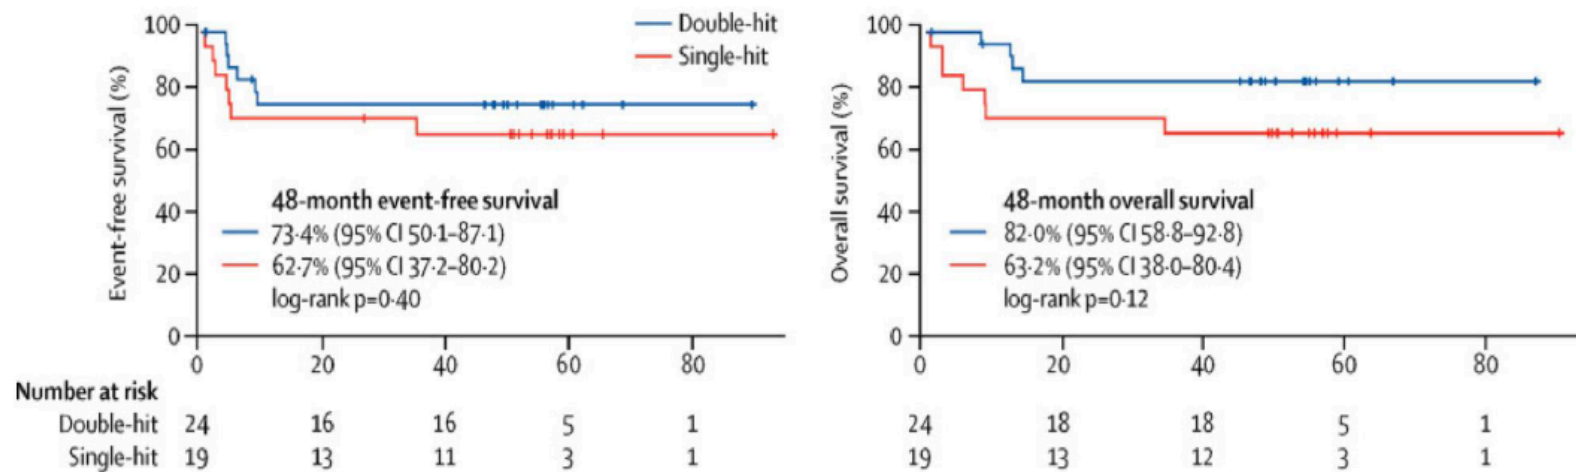 Event-free survival (%)
100
80
60
40
20
0
Double-hit
Single-hit
48-month event-free survival
73·4% (95% CI 50·1–87·1)
62·7% (95% CI 37·2–80·2)
log-rank p=0·40
0 20 40 60 80
Overall survival (%)
100
80
60
40
20
0
48-month overall survival
82·0% (95% CI 58·8–92·8)
63·2% (95% CI 38·0–80·4)
log-rank p=0·12
0 20 40 60 80
Number at risk
Double-hit 24 16 16 5 1 24 18 18 5 1
Single-hit 19 13 11 3 1 19 13 12 3 1